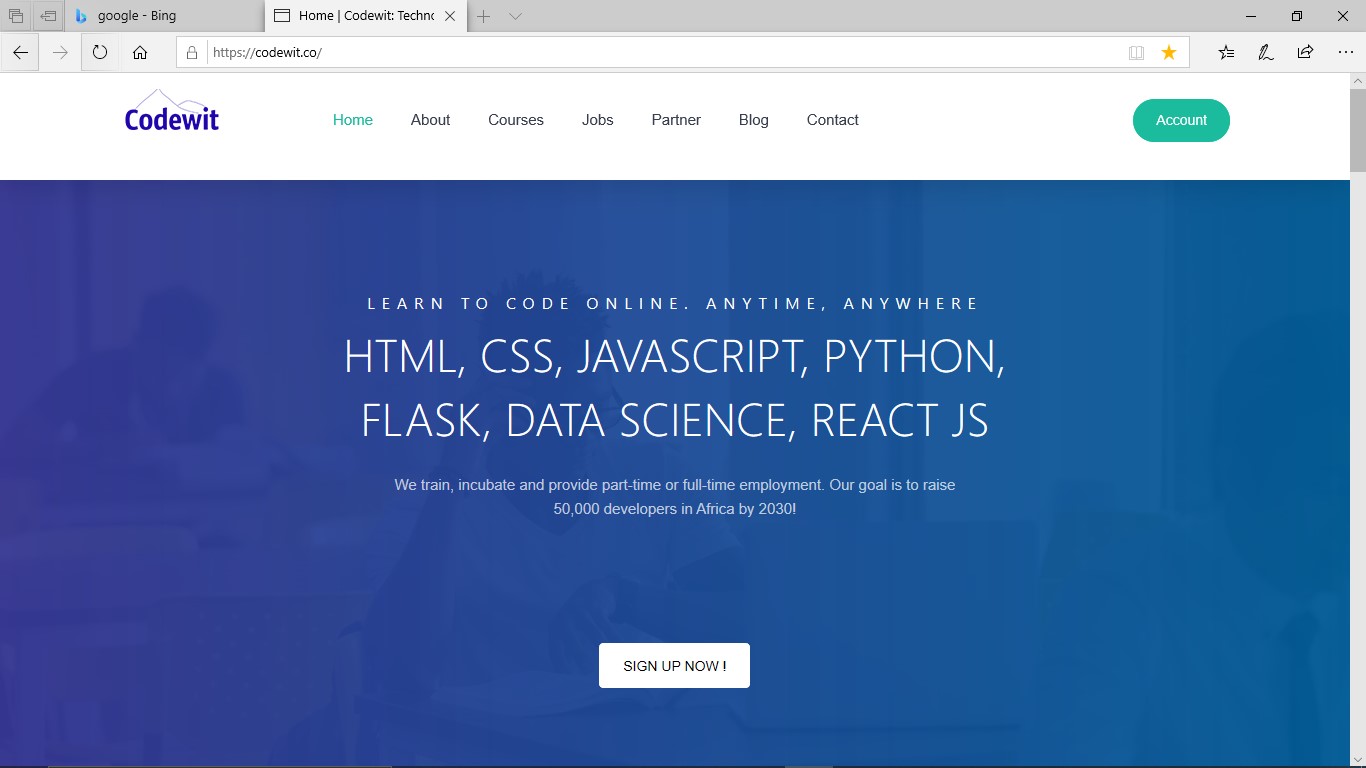 google - Bing
Home | Codewit: Techno
https://codewit.co/
Codewit
Home About Courses Jobs Partner Blog Contact Account
LEARN TO CODE ONLINE. ANYTIME, ANYWHERE
HTML, CSS, JAVASCRIPT, PYTHON,
FLASK, DATA SCIENCE, REACT JS
We train, incubate and provide part-time or full-time employment. Our goal is to raise
50,000 developers in Africa by 2030!
SIGN UP NOW !